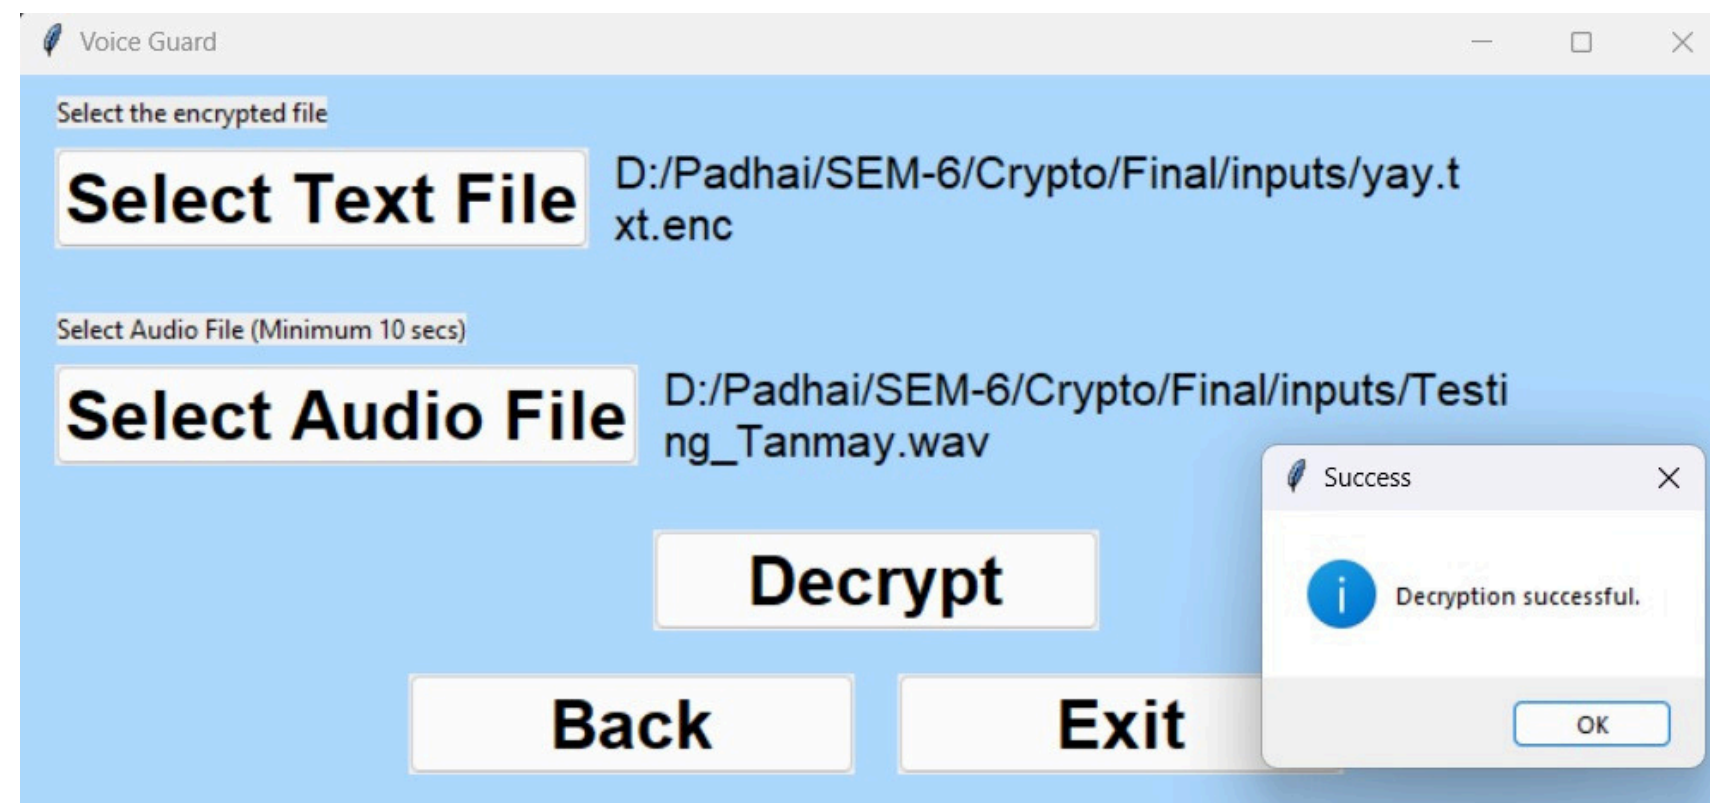 Voice Guard
Select the encrypted file
Select Text File
D:/Padhai/SEM-6/Crypto/Final/inputs/yay.t
xt.enc
Select Audio File (Minimum 10 secs)
Select Audio File
D:/Padhai/SEM-6/Crypto/Final/inputs/Testi
ng_Tanmay.wav
Success
Decryption successful.
OK
Decrypt
Back
Exit